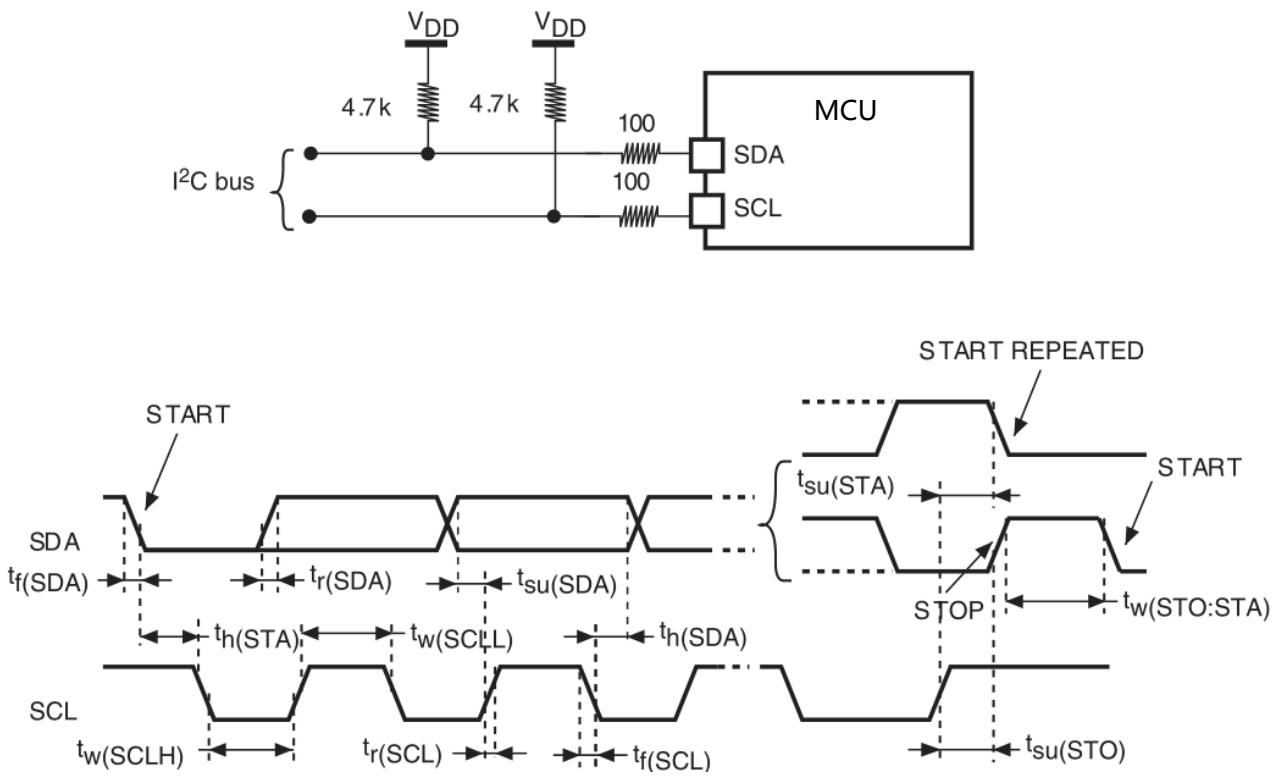 VDD VDD
4.7k 4.7k
100
MCU
SDA
I²C bus
100
SCL
START REPEATED
START
START
tsu(STA)
SDA
tf(SDA) tr(SDA) tsu(SDA)
STOP
tw(STO:STA)
th(STA) tw(SCLL) th(SDA)
SCL
tw(SCLH) tr(SCL) tf(SCL) tsu(STO)